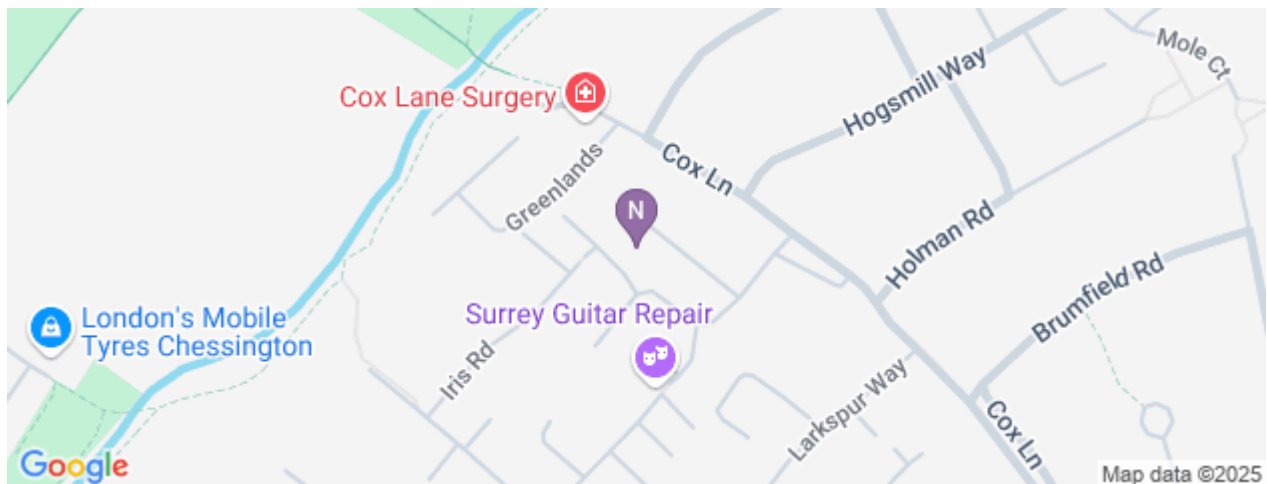 Mole Ct
Hogsmill Way
Cox Lane Surgery
Cox Ln
Greenlands
N
Holman Rd
Brumfield Rd
Surrey Guitar Repair
London's Mobile
Tyres Chessington
Iris Rd
Larkspur Way
Cox Ln
Google
Map data ©2025